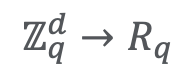 ℤ_q^d → R_q